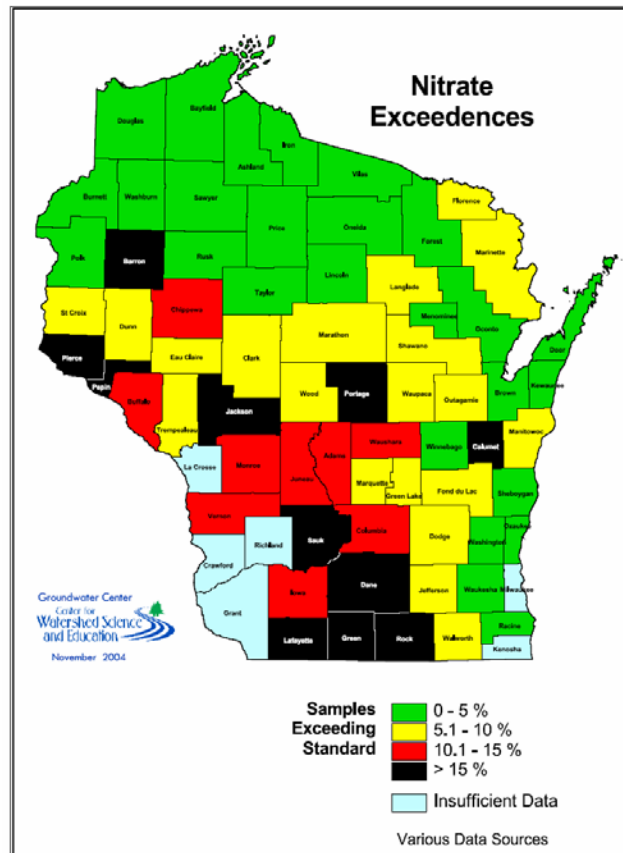 Nitrate
Exceedences
Douglas
Bayfield
Ashland
Iron
Vilas
Florence
Burnett
Washburn
Sawyer
Price
Oneida
Forest
Marinette
Polk
Barron
Rusk
Lincoln
Langlade
Taylor
Chippewa
Menominee
Oconto
Door
St Croix
Dunn
Marathon
Shawano
Pierce
Eau Claire
Clark
Pepin
Wood
Portage
Waupaca
Outagamie
Brown
Kewaunee
Buffalo
Trempealeau
Jackson
Manitowoc
Waushara
Winnebago
Calumet
La Crosse
Monroe
Juneau
Adams
Marquette
Green Lake
Fond du Lac
Sheboygan
Vernon
Richland
Sauk
Columbia
Dodge
Washington
Ozaukee
Crawford
Iowa
Dane
Jefferson
Waukesha
Milwaukee
Grant
Lafayette
Green
Rock
Walworth
Racine
Kenosha
Groundwater Center
Center for
Watershed Science
and Education
November 2004
Samples
Exceeding
Standard
0 - 5 %
5.1 - 10 %
10.1 - 15 %
> 15 %
Insufficient Data
Various Data Sources